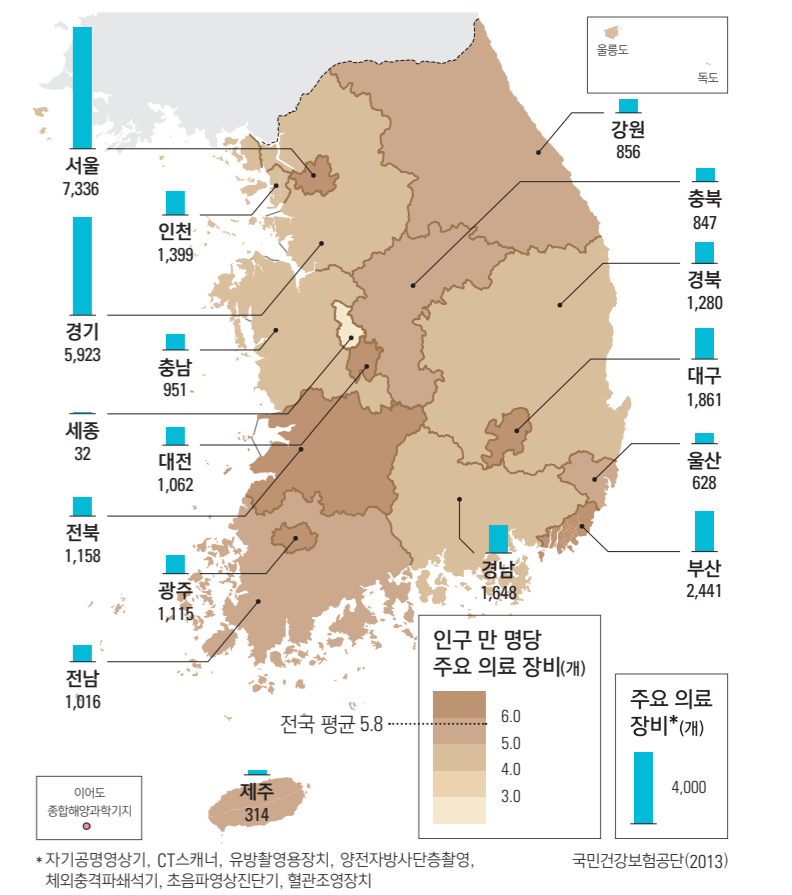 울릉도
독도
서울
7,336
강원
856
충북
847
인천
1,399
경북
1,280
경기
5,923
충남
951
대구
1,861
세종
32
대전
1,062
울산
628
전북
1,158
광주
1,115
경남
1,648
부산
2,441
전남
1,016
제주
314
인구 만 명당
주요 의료 장비(개)
전국 평균 5.8
6.0
5.0
4.0
3.0
주요 의료
장비*(개)
4,000
이어도
종합해양과학기지
* 자기공명영상기, CT스캐너, 유방촬영용장치, 양전자방사단층촬영,
체외충격파쇄석기, 초음파영상진단기, 혈관조영장치
국민건강보험공단(2013)